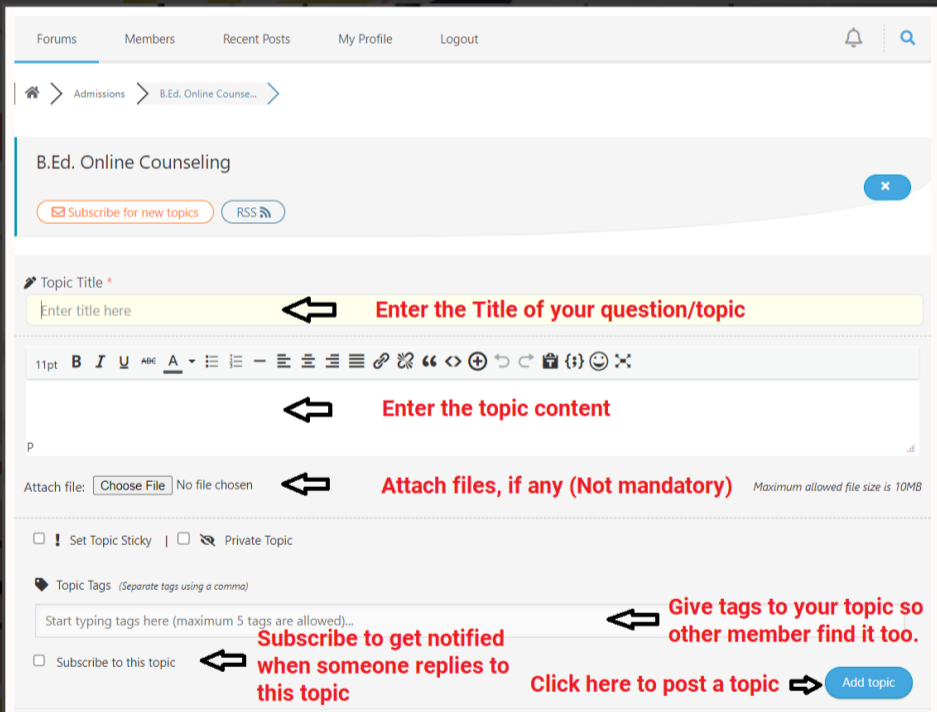 Forums Members Recent Posts My Profile Logout
Admissions B.Ed. Online Counse...
B.Ed. Online Counseling
Subscribe for new topics RSS
Topic Title *
Enter title here Enter the Title of your question/topic
11pt B I U ABC A
Enter the topic content
P
Attach file: Choose File No file chosen Attach files, if any (Not mandatory) Maximum allowed file size is 10MB
Set Topic Sticky | Private Topic
Topic Tags (Separate tags using a comma)
Start typing tags here (maximum 5 tags are allowed)...
Give tags to your topic so
other member find it too.
Subscribe to this topic
Subscribe to get notified
when someone replies to
this topic
Click here to post a topic Add topic